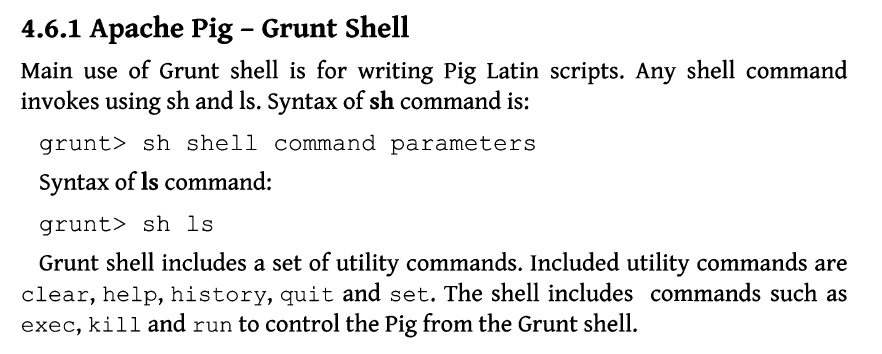 4.6.1 Apache Pig – Grunt Shell
Main use of Grunt shell is for writing Pig Latin scripts. Any shell command
invokes using sh and ls. Syntax of sh command is:
grunt> sh shell command parameters
Syntax of ls command:
grunt> sh ls
Grunt shell includes a set of utility commands. Included utility commands are
clear, help, history, quit and set. The shell includes commands such as
exec, kill and run to control the Pig from the Grunt shell.